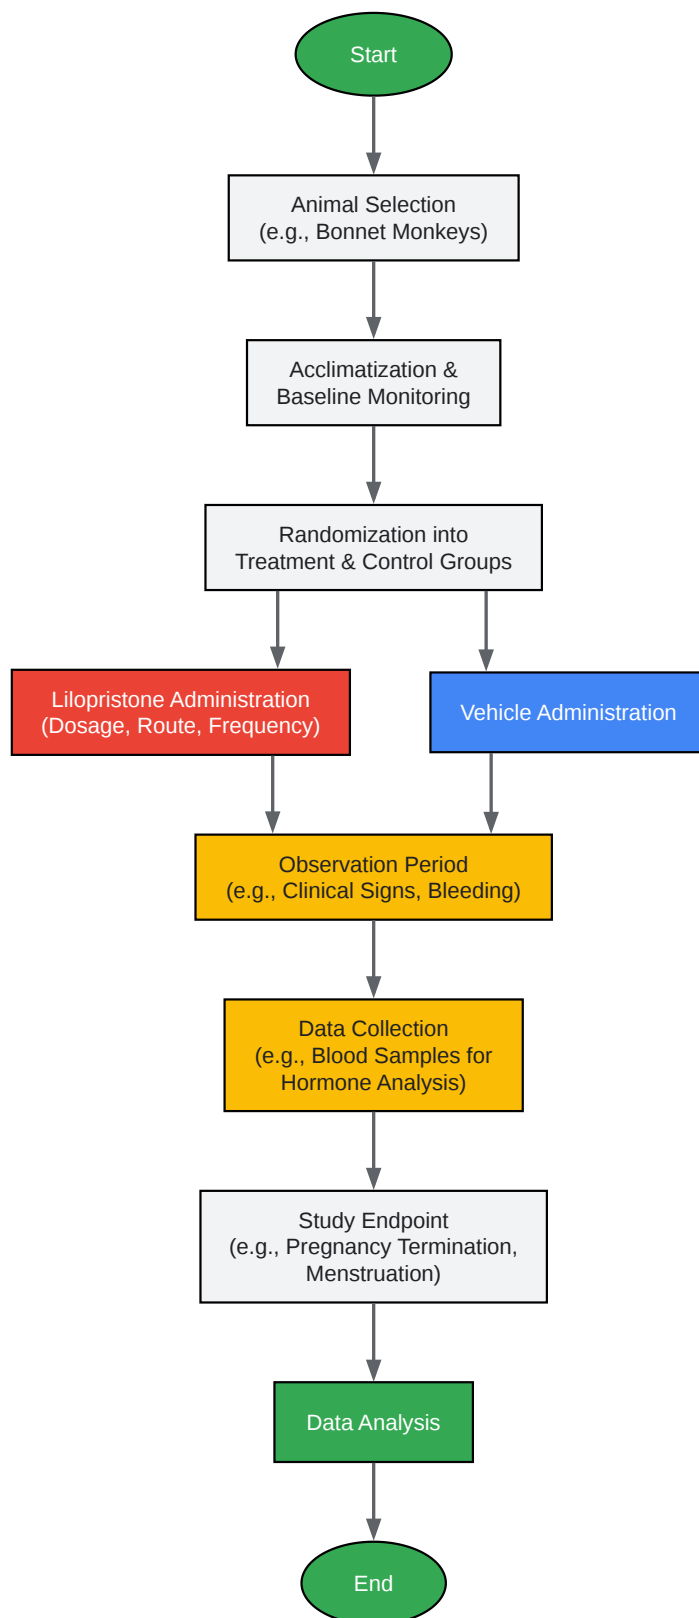 Start
Animal Selection
(e.g., Bonnet Monkeys)
Acclimatization &
Baseline Monitoring
Randomization into
Treatment & Control Groups
Lilopristone Administration
(Dosage, Route, Frequency)
Vehicle Administration
Observation Period
(e.g., Clinical Signs, Bleeding)
Data Collection
(e.g., Blood Samples for
Hormone Analysis)
Study Endpoint
(e.g., Pregnancy Termination,
Menstruation)
Data Analysis
End